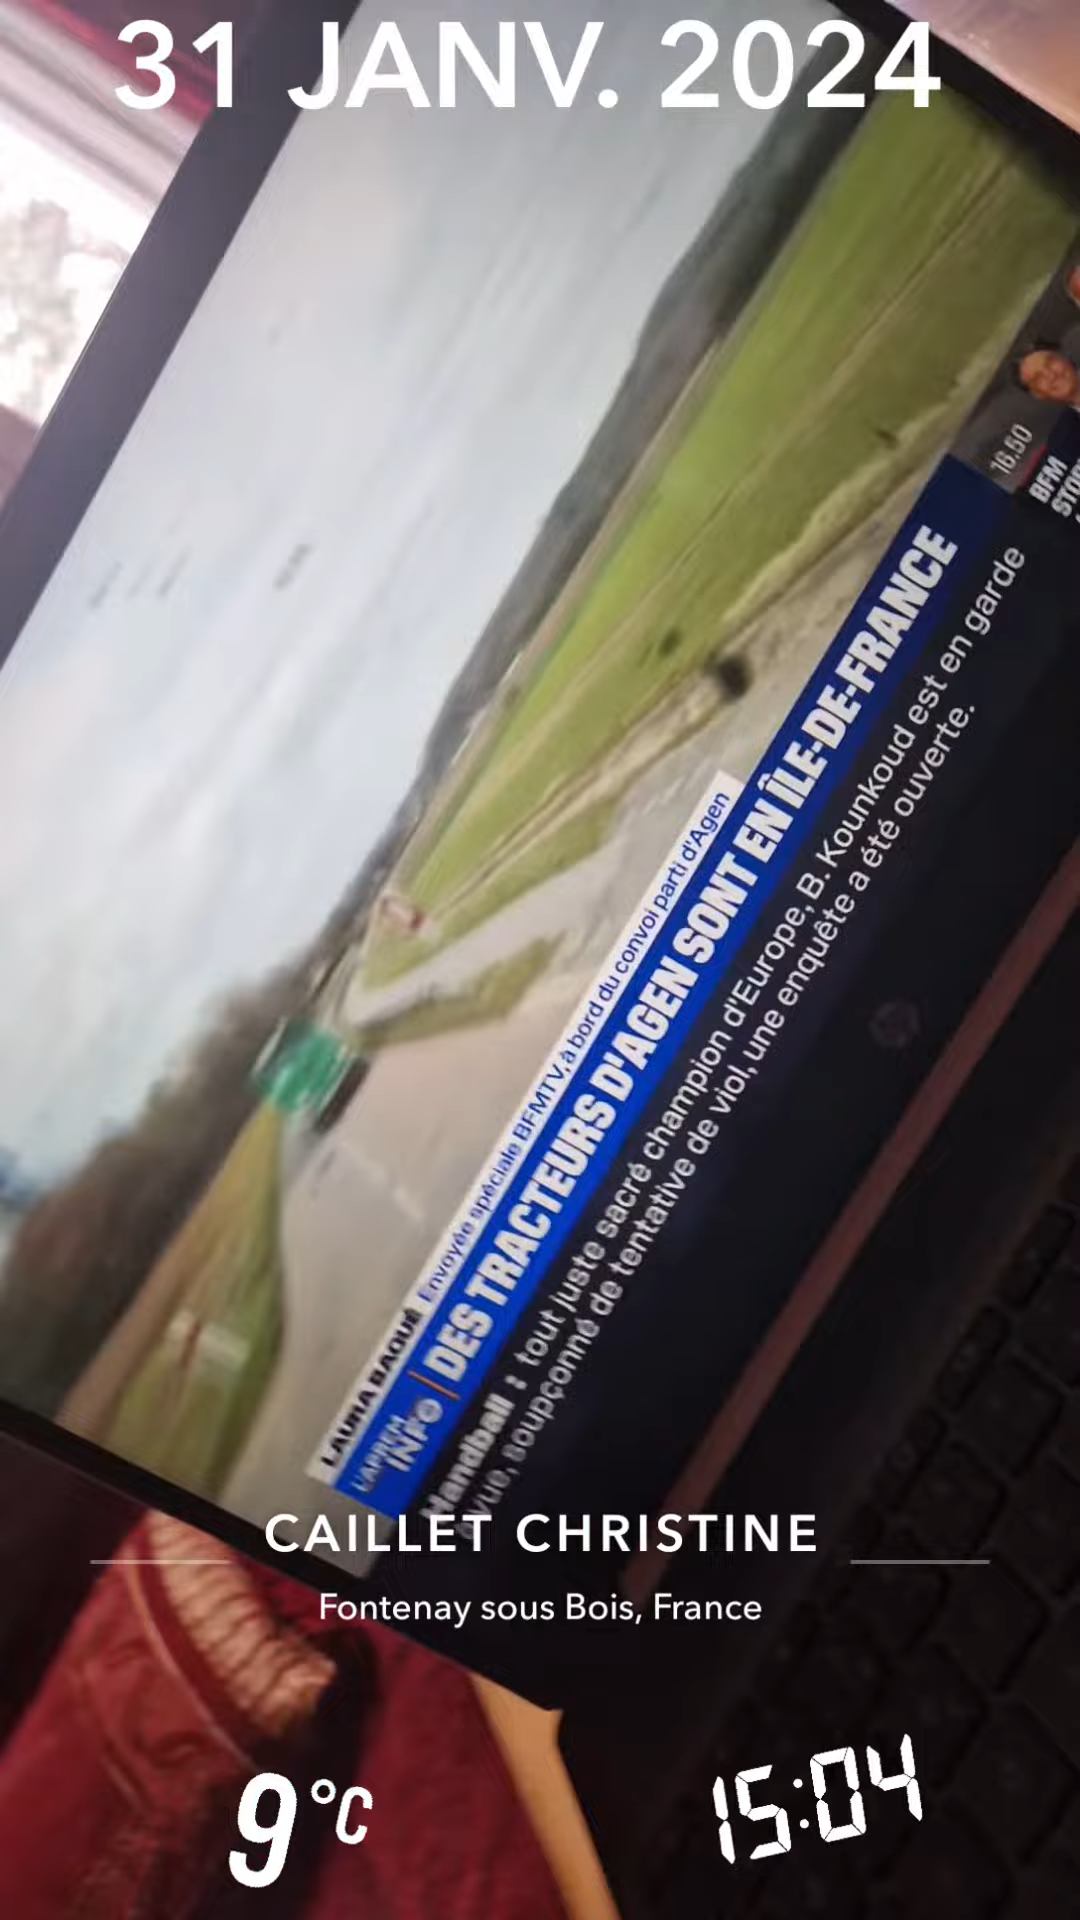 31 JANV. 2024
16.50
BFM
LAURA BAQUÉ Envoyée spéciale BFMTV, à bord du convoi parti d'Agen
L'APREM INFO | DES TRACTEURS D'AGEN SONT EN ÎLE-DE-FRANCE
Handball : tout juste sacré champion d'Europe, B. Kounkoud est en garde
à vue, soupçonné de tentative de viol, une enquête a été ouverte.
CAILLET CHRISTINE
Fontenay sous Bois, France
9°C
15:04